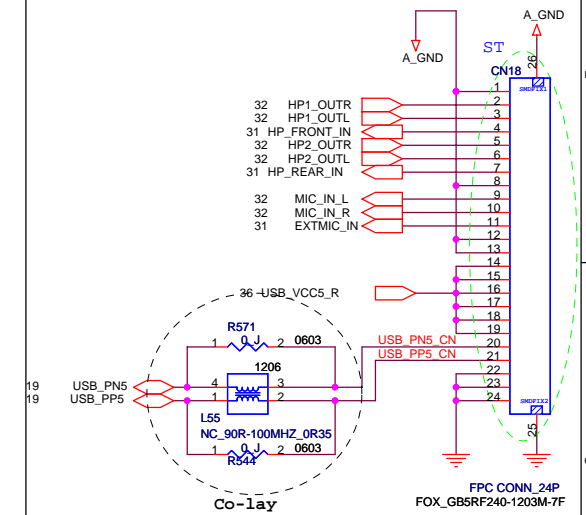 A_GND
A_GND
ST
26
CN18
SMDFIX1
1
32 HP1_OUTR 2
32 HP1_OUTL 3
31 HP_FRONT_IN 4
32 HP2_OUTR 5
32 HP2_OUTL 6
31 HP_REAR_IN 7
8
32 MIC_IN_L 9
32 MIC_IN_R 10
31 EXTMIC_IN 11
12
13
14
15
36 USB_VCC5_R 16
17
18
19
R571
1 0_J 2 0603
USB_PN5_CN 20
USB_PP5_CN 21
1206
22
19 USB_PN5 4 3 23
19 USB_PP5 1 2 24
SMDFIX2
L55
25
NC_90R-100MHZ_0R35
1 0_J 2 0603
R544
Co-lay
FPC CONN_24P
FOX_GB5RF240-1203M-7F